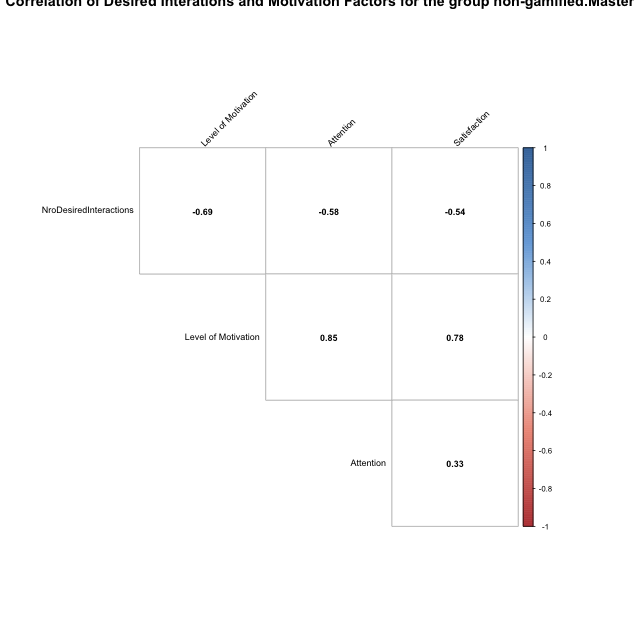 Correlation of Desired Interations and Motivation Factors for the group non-gamified.Master
Level of Motivation
Attention
Satisfaction
NroDesiredInteractions
-0.69
-0.58
-0.54
Level of Motivation
0.85
0.78
Attention
0.33
1
0.8
0.6
0.4
0.2
0
-0.2
-0.4
-0.6
-0.8
-1